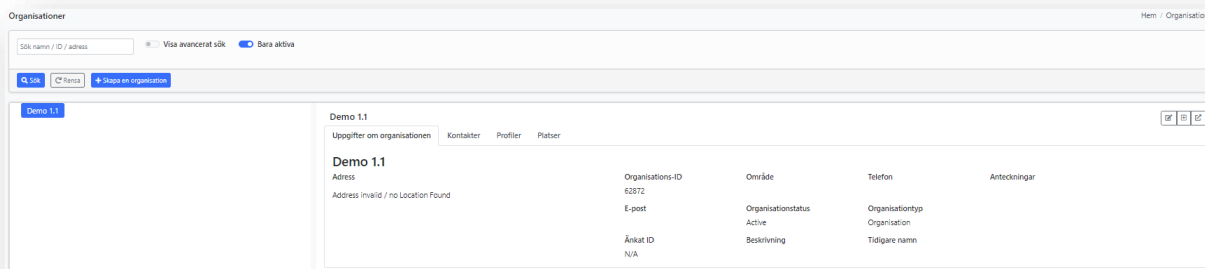 Organisationer
Hem / Organisation
Sök namn / ID / adress
Visa avancerat sök
Bara aktiva
Sök
Rensa
+ Skapa en organisation
Demo 1.1
Demo 1.1
Uppgifter om organisationen
Kontakter
Profiler
Platser
Demo 1.1
Adress
Organisations-ID
Område
Telefon
Anteckningar
Address invalid / no Location Found
62872
E-post
Organisationstatus
Organisationtyp
Active
Organisation
Änkat ID
Beskrivning
Tidigare namn
N/A